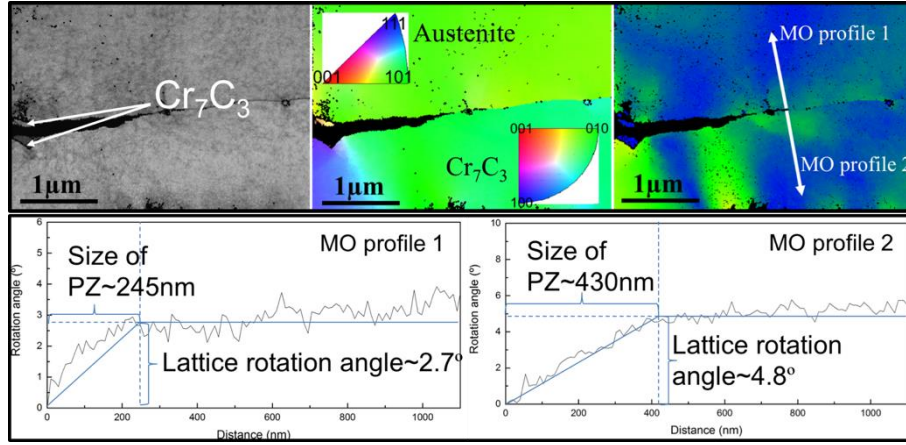 Cr7C3
1μm
Austenite
111
001
101
Cr7C3
001
010
100
1μm
MO profile 1
MO profile 2
1μm
MO profile 1
Size of
PZ~245nm
Lattice rotation angle~2.7º
Rotation angle (º)
0
1
2
3
4
5
6
0
200
400
600
800
1000
Distance (nm)
MO profile 2
Size of
PZ~430nm
Lattice rotation
angle~4.8º
Rotation angle (º)
0
2
4
6
8
10
0
200
400
600
800
1000
Distance (nm)